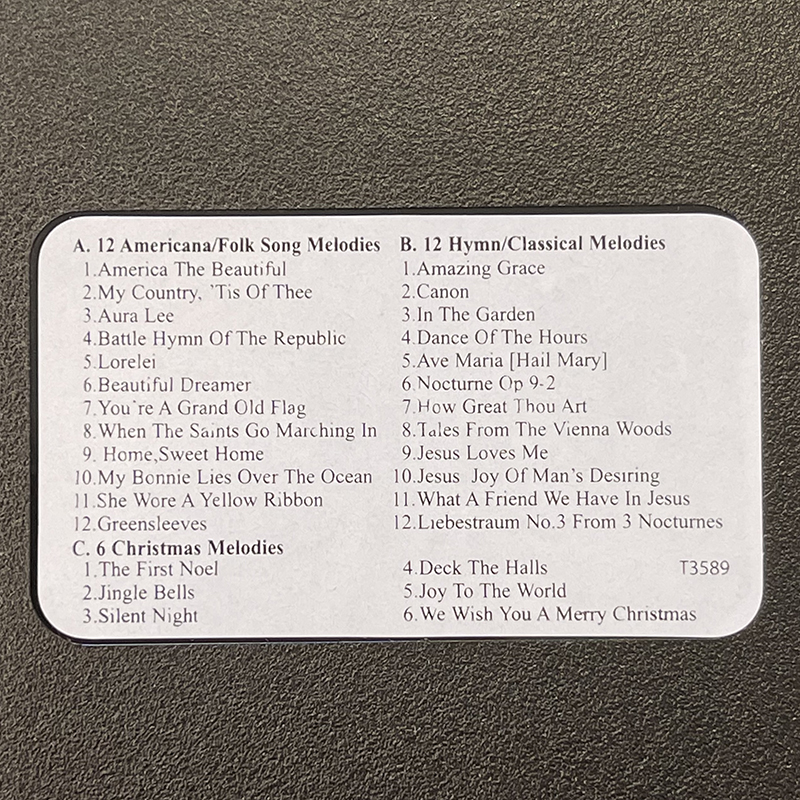 A. 12 Americana/Folk Song Melodies
1.America The Beautiful
2.My Country, 'Tis Of Thee
3.Aura Lee
4.Battle Hymn Of The Republic
5.Lorelei
6.Beautiful Dreamer
7.You're A Grand Old Flag
8.When The Saints Go Marching In
9. Home,Sweet Home
10.My Bonnie Lies Over The Ocean
11.She Wore A Yellow Ribbon
12.Greensleeves
B. 12 Hymn/Classical Melodies
1.Amazing Grace
2.Canon
3.In The Garden
4.Dance Of The Hours
5.Ave Maria [Hail Mary]
6.Nocturne Op 9-2
7.How Great Thou Art
8.Tales From The Vienna Woods
9.Jesus Loves Me
10.Jesus Joy Of Man's Desiring
11.What A Friend We Have In Jesus
12.Liebestraum No.3 From 3 Nocturnes
C. 6 Christmas Melodies
1.The First Noel
2.Jingle Bells
3.Silent Night
4.Deck The Halls
5.Joy To The World
6.We Wish You A Merry Christmas
T3589